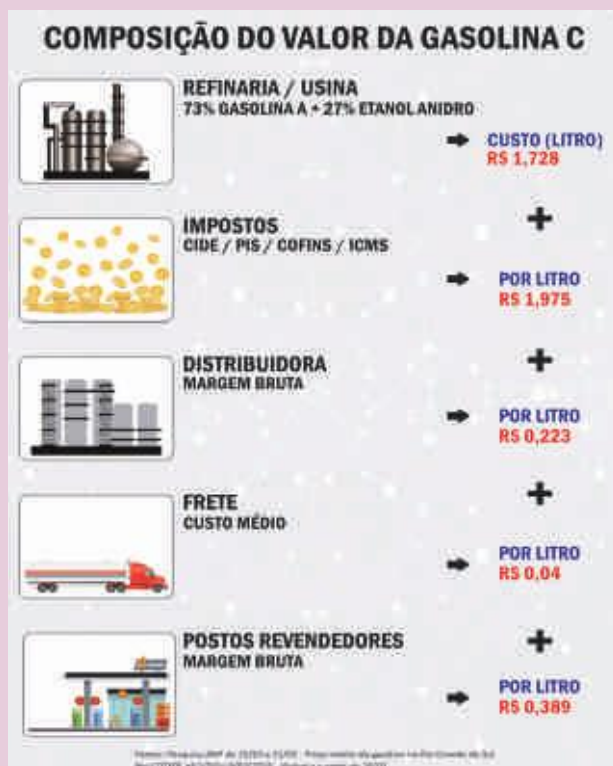 COMPOSIÇÃO DO VALOR DA GASOLINA C
REFINARIA / USINA
73% GASOLINA A + 27% ETANOL ANIDRO
CUSTO (LITRO)
R$ 1,728
+
IMPOSTOS
CIDE / PIS / COFINS / ICMS
POR LITRO
R$ 1,975
+
DISTRIBUIDORA
MARGEM BRUTA
POR LITRO
R$ 0,223
+
FRETE
CUSTO MÉDIO
POR LITRO
R$ 0,04
+
POSTOS REVENDEDORES
MARGEM BRUTA
POR LITRO
R$ 0,389